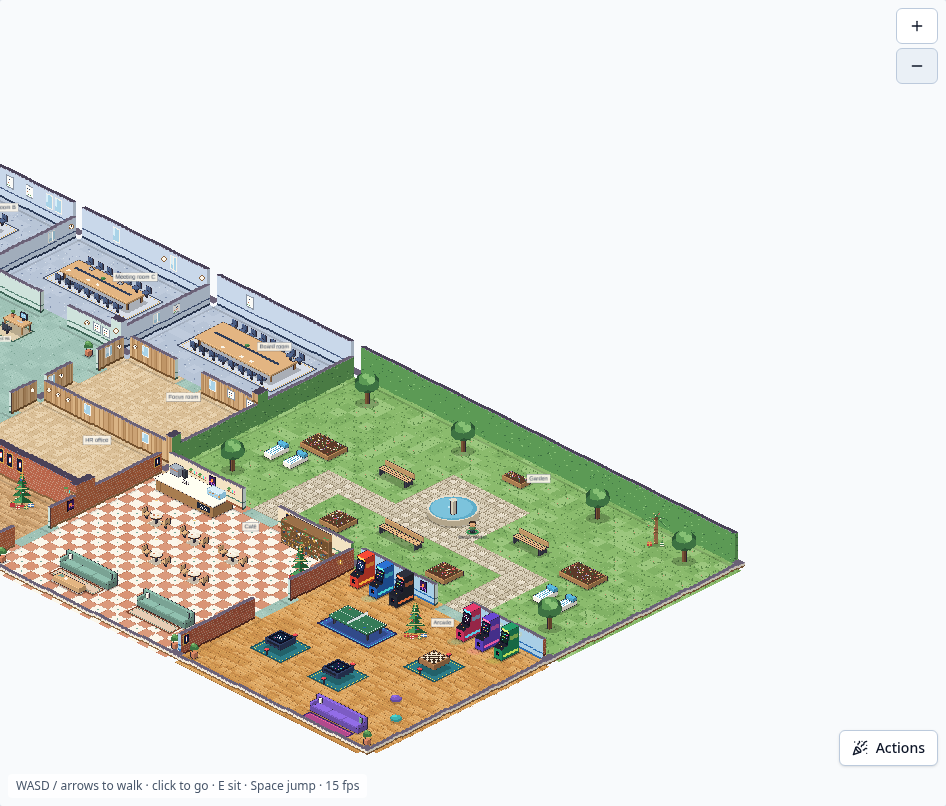 +
−
Meeting room C
Board room
Focus room
HR office
Garden
Café
Arcade
Actions
WASD / arrows to walk · click to go · E sit · Space jump · 15 fps